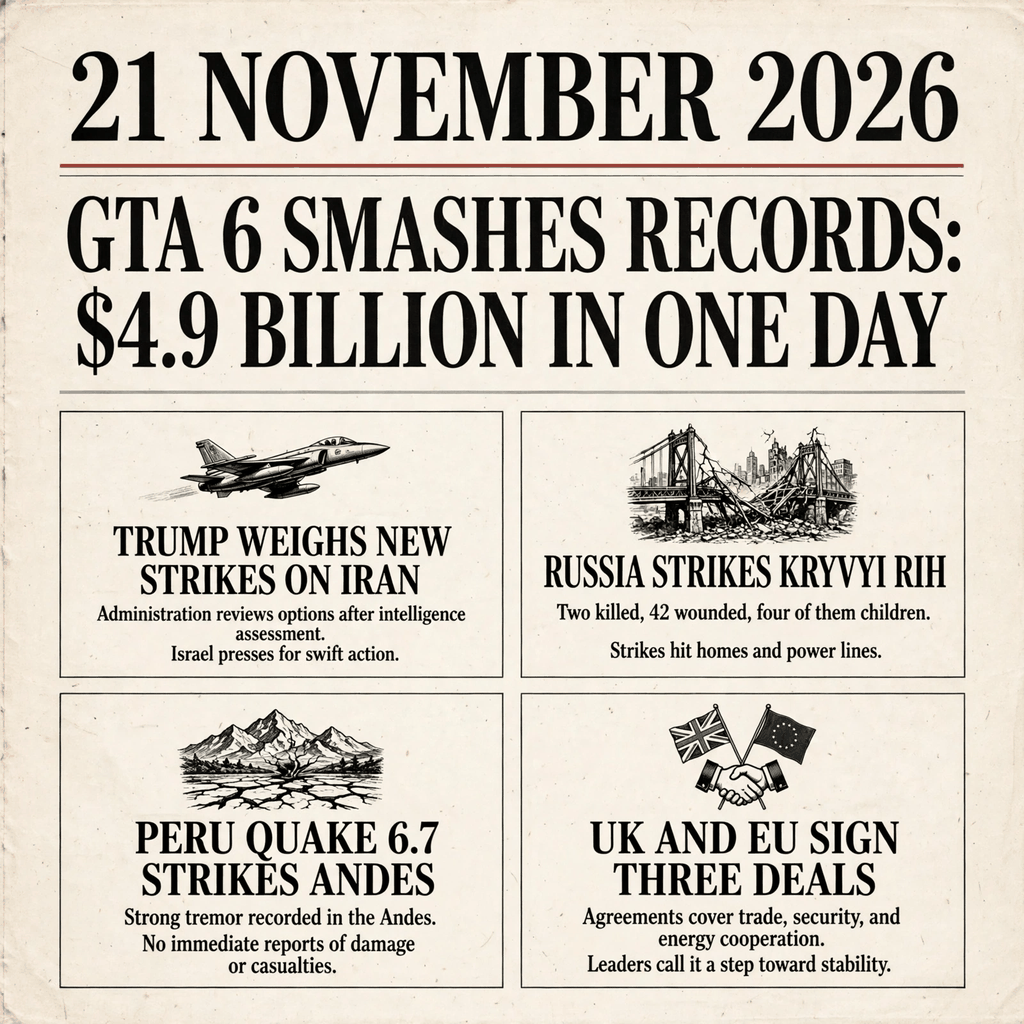 21 NOVEMBER 2026
GTA 6 SMASHES RECORDS:
$4.9 BILLION IN ONE DAY
TRUMP WEIGHS NEW
STRIKES ON IRAN
Administration reviews options after intelligence
assessment.
Israel presses for swift action.
RUSSIA STRIKES KRYVYI RIH
Two killed, 42 wounded, four of them children.
Strikes hit homes and power lines.
PERU QUAKE 6.7
STRIKES ANDES
Strong tremor recorded in the Andes.
No immediate reports of damage
or casualties.
UK AND EU SIGN
THREE DEALS
Agreements cover trade, security, and
energy cooperation.
Leaders call it a step toward stability.